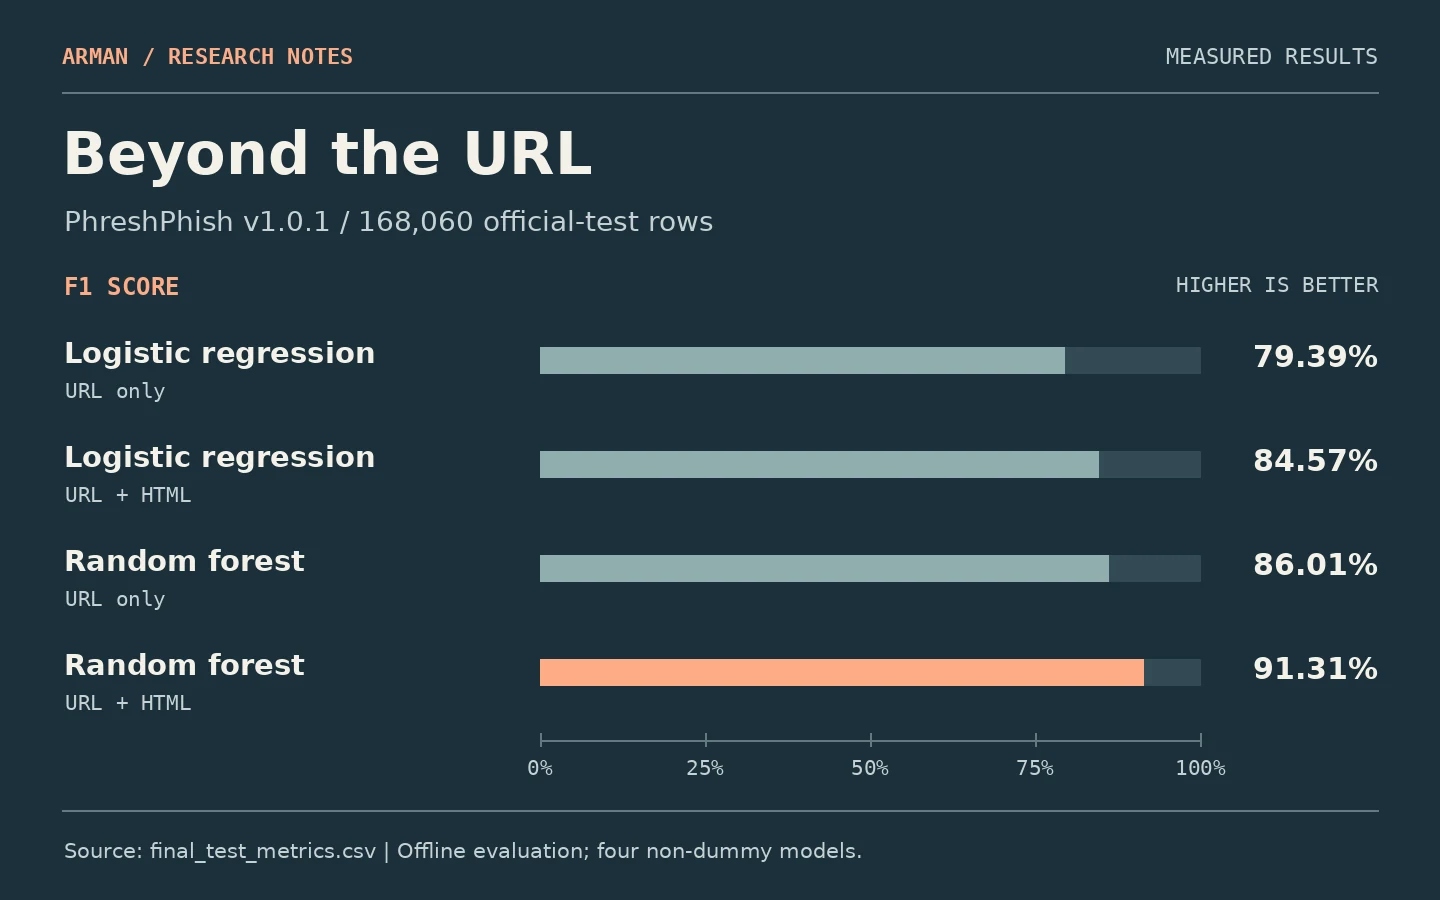 ARMAN / RESEARCH NOTES
MEASURED RESULTS
Beyond the URL
PhreshPhish v1.0.1 / 168,060 official-test rows
F1 SCORE
HIGHER IS BETTER
Logistic regression
79.39%
URL only
Logistic regression
84.57%
URL + HTML
Random forest
86.01%
URL only
Random forest
91.31%
URL + HTML
0% 25% 50% 75% 100%
Source: final_test_metrics.csv | Offline evaluation; four non-dummy models.